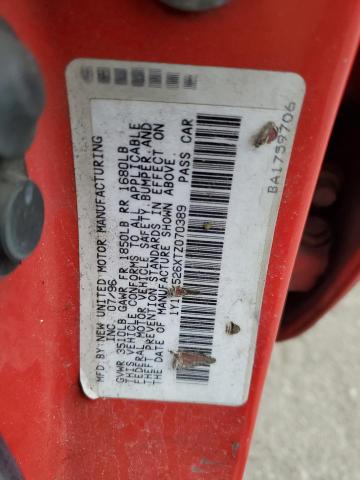 MFD BY: NEW UNITED MOTOR MANUFACTURING
INC. 07/96
GVWR 3510LB GAWR FR 1850LB RR 1680LB
THIS VEHICLE CONFORMS TO ALL APPLICABLE
FEDERAL MOTOR VEHICLE SAFETY, BUMPER, AND
THEFT PREVENTION STANDARDS IN EFFECT ON
THE DATE OF MANUFACTURE SHOWN ABOVE.
526XTZ070389 PASS CAR
BA1759706